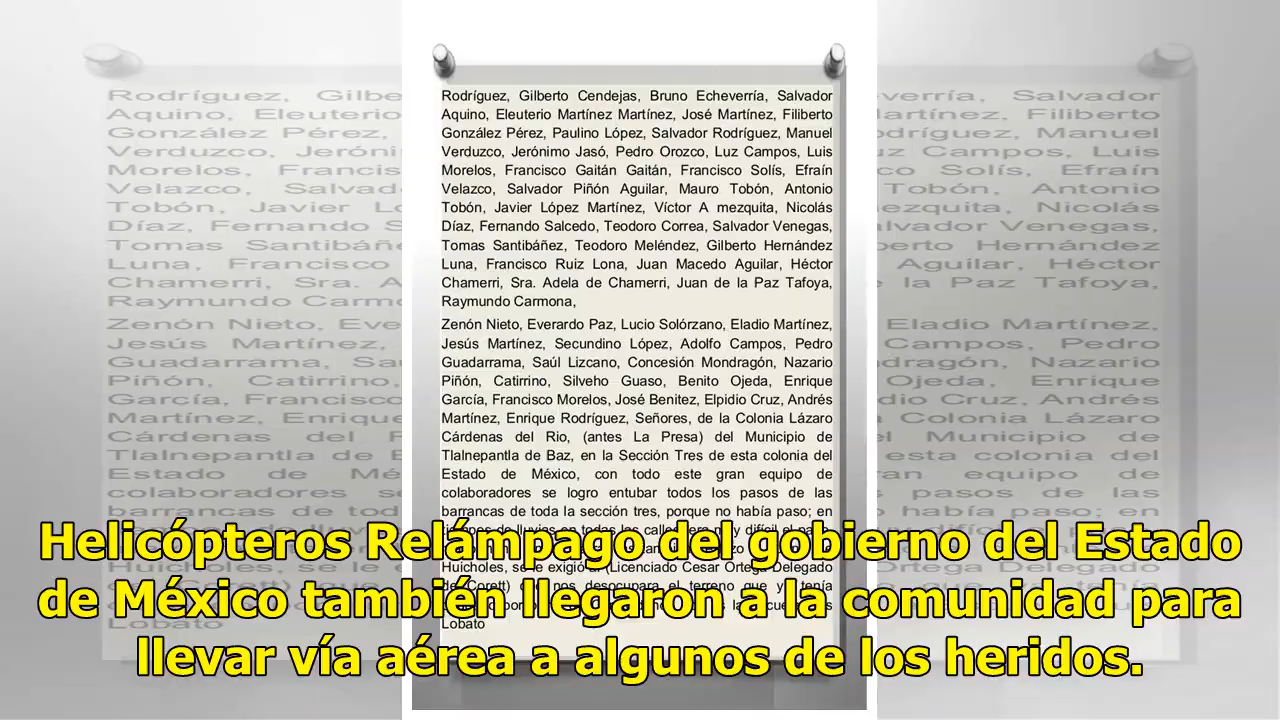 Rodríguez, Gilberto Cendejas, Bruno Echeverría, Salvador
Aquino, Eleuterio Martínez Martínez, José Martínez, Filiberto
González Pérez, Paulino López, Salvador Rodríguez, Manuel
Verduzco, Jerónimo Jasó, Pedro Orozco, Luz Campos, Luis
Morelos, Francisco Gaitán Gaitán, Francisco Solís, Efraín
Velazco, Salvador Piñón Aguilar, Mauro Tobón, Antonio
Tobón, Javier López Martínez, Víctor A mezquita, Nicolás
Díaz, Fernando Salcedo, Teodoro Correa, Salvador Venegas,
Tomas Santibáñez, Teodoro Meléndez, Gilberto Hernández
Luna, Francisco Ruiz Lona, Juan Macedo Aguilar, Héctor
Chamerri, Sra. Adela de Chamerri, Juan de la Paz Tafoya,
Raymundo Carmona,
Zenón Nieto, Everardo Paz, Lucio Solórzano, Eladio Martínez,
Jesús Martínez, Secundino López, Adolfo Campos, Pedro
Guadarrama, Saúl Lizcano, Concesión Mondragón, Nazario
Piñón, Catirrino, Silveho Guaso, Benito Ojeda, Enrique
García, Francisco Morelos, José Benitez, Elpidio Cruz, Andrés
Martínez, Enrique Rodríguez, Señores, de la Colonia Lázaro
Cárdenas del Rio, (antes La Presa) del Municipio de
Tlalnepantla de Baz, en la Sección Tres de esta colonia del
Estado de México, con todo este gran equipo de
colaboradores se logro entubar todos los pasos de las
barrancas de toda la sección tres, porque no había paso; en
Huicholes, se le exigió (Licenciado Cesar Ortega Delegado
Lobato
Helicópteros Relámpago del gobierno del Estado
de México también llegaron a la comunidad para
llevar vía aérea a algunos de los heridos.